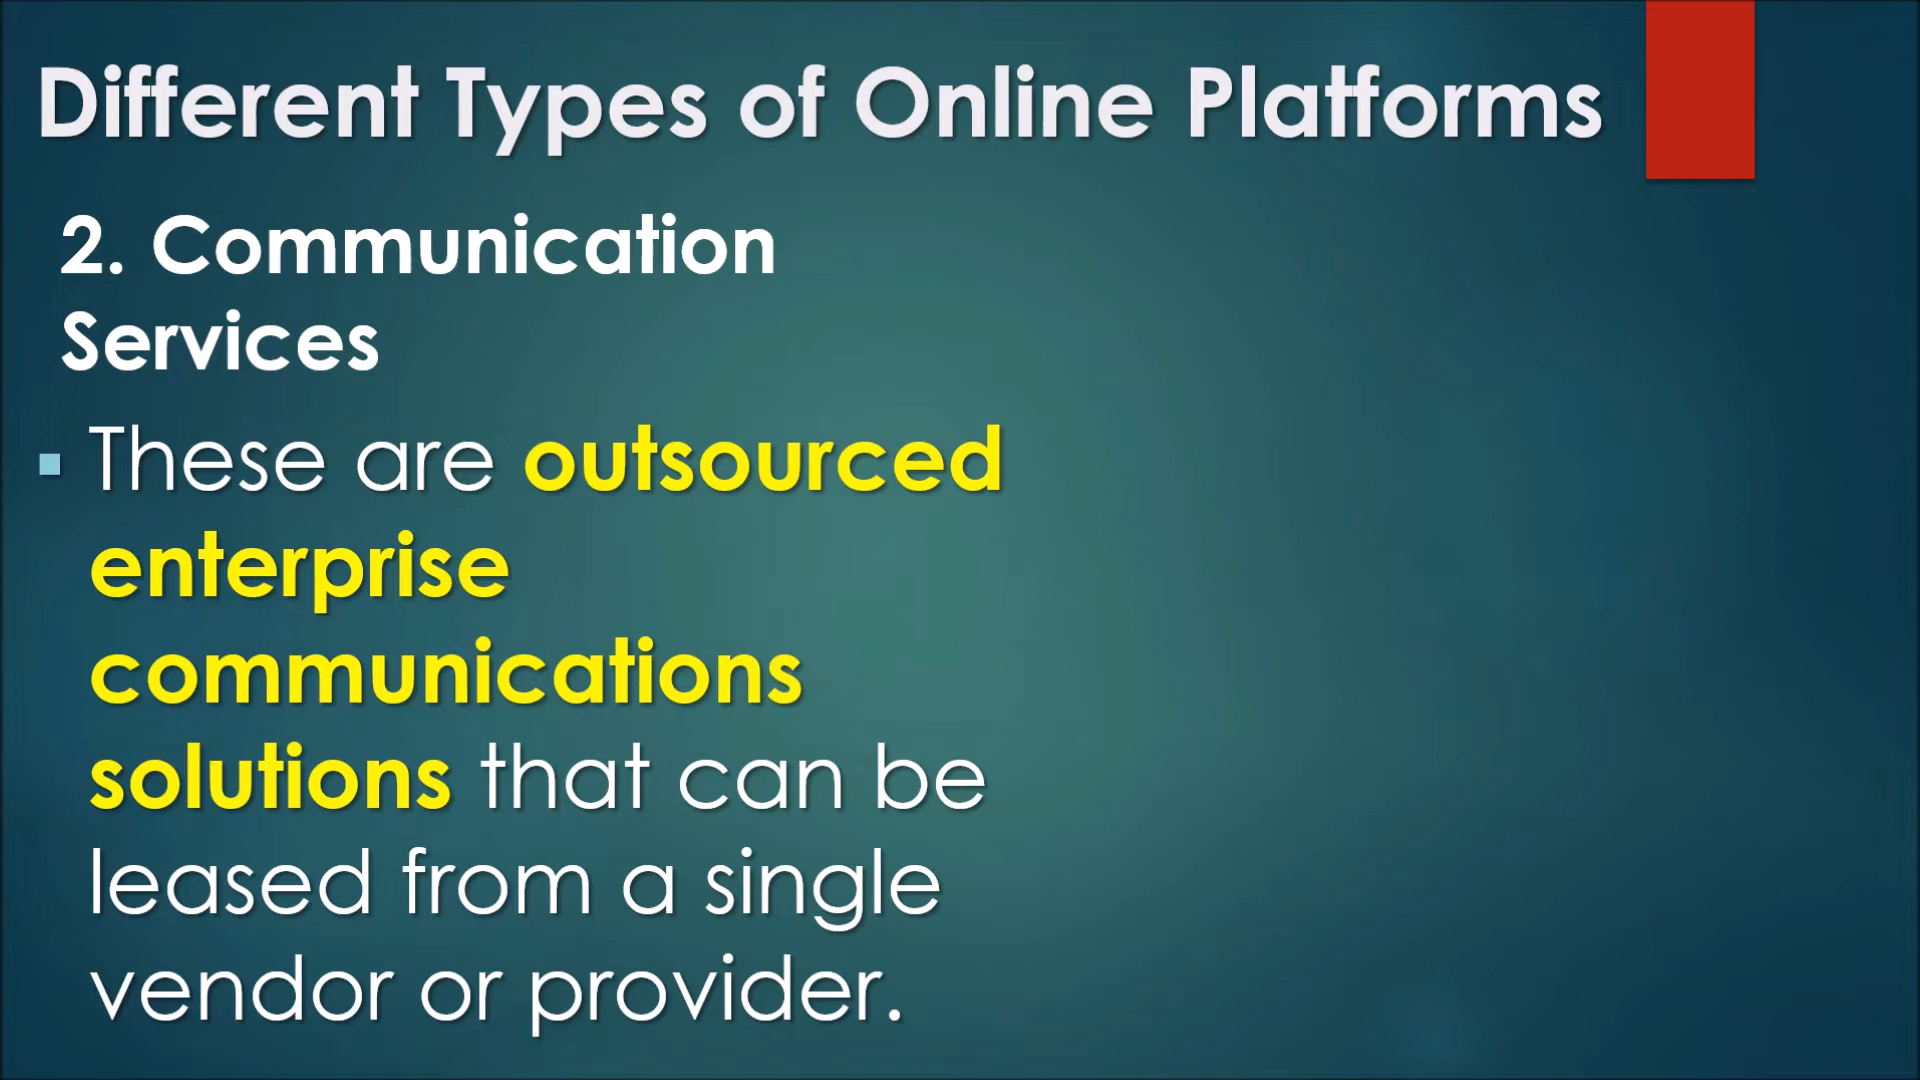 Different Types of Online Platforms
2. Communication
Services
▪ These are outsourced
enterprise
communications
solutions that can be
leased from a single
vendor or provider.